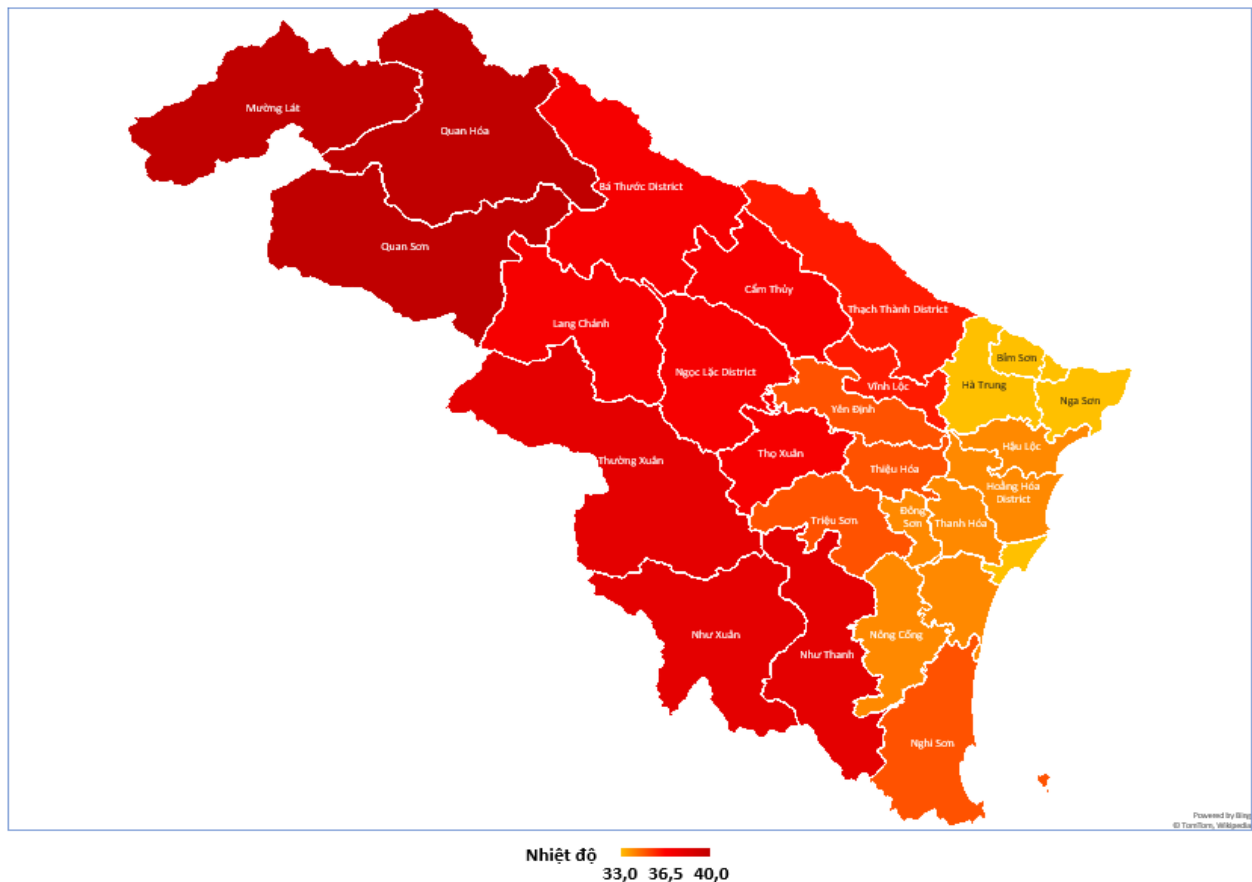 Mường Lát
Quan Hóa
Bá Thước District
Quan Sơn
Cẩm Thủy
Thạch Thành District
Lang Chánh
Bỉm Sơn
Ngọc Lặc District
Hà Trung
Vĩnh Lộc
Nga Sơn
Yên Định
Hậu Lộc
Thọ Xuân
Thường Xuân
Thiệu Hóa
Hoằng Hóa
District
Đông
Sơn
Triệu Sơn
Thanh Hóa
Như Xuân
Nông Cống
Như Thanh
Nghi Sơn
Powered by Bing
© TomTom, Wikipedia
Nhiệt độ
33,0 36,5 40,0